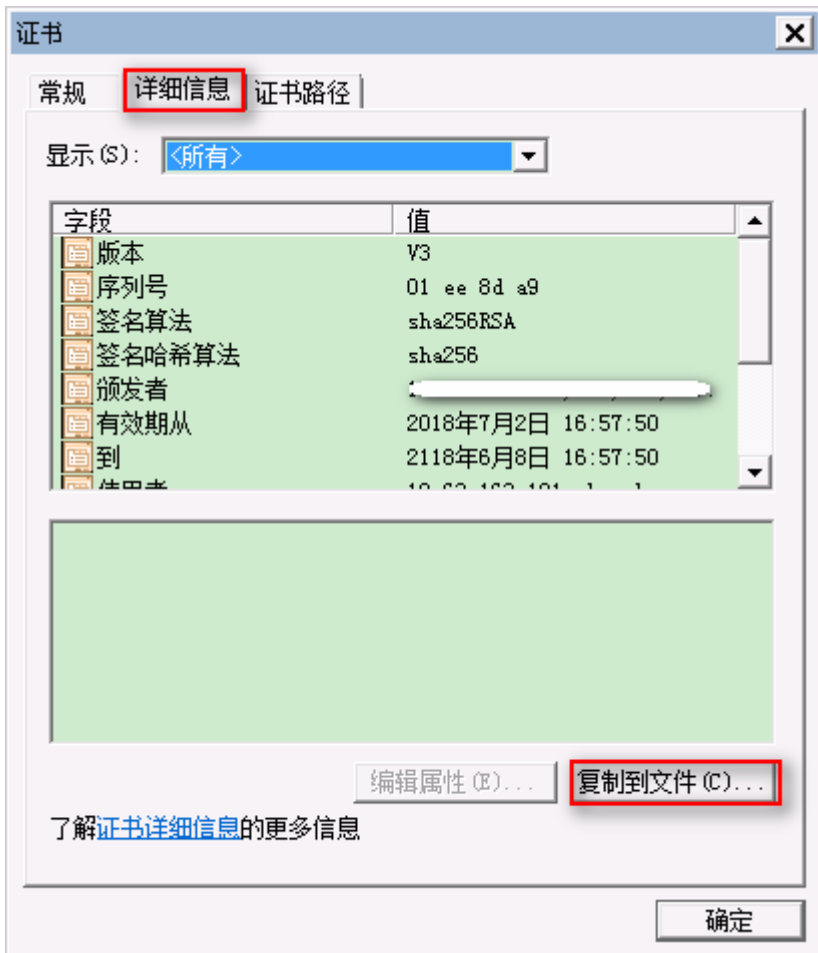 证书
常规 详细信息 证书路径
显示(S): <所有>
字段 值
版本 V3
序列号 01 ee 8d a9
签名算法 sha256RSA
签名哈希算法 sha256
颁发者
有效期从 2018年7月2日 16:57:50
到 2118年6月8日 16:57:50
编辑属性(E)... 复制到文件(C)...
了解证书详细信息的更多信息
确定